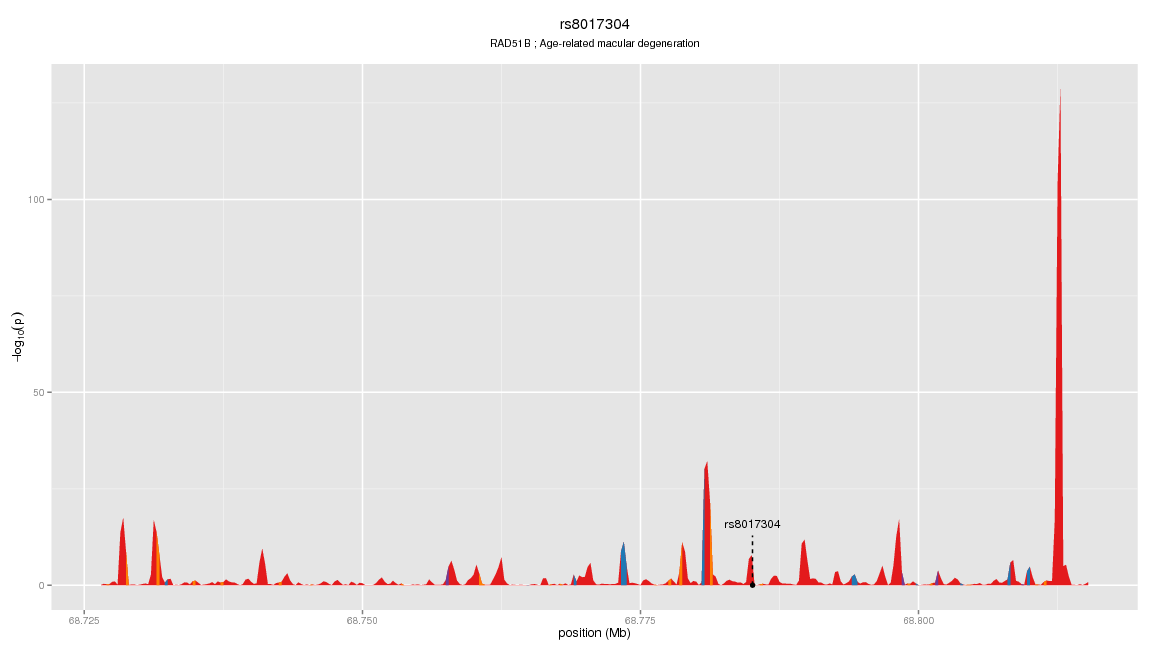 rs8017304
RAD51B ; Age-related macular degeneration
100
50
0
−log10(p)
rs8017304
68.725 68.750 68.775 68.800
position (Mb)